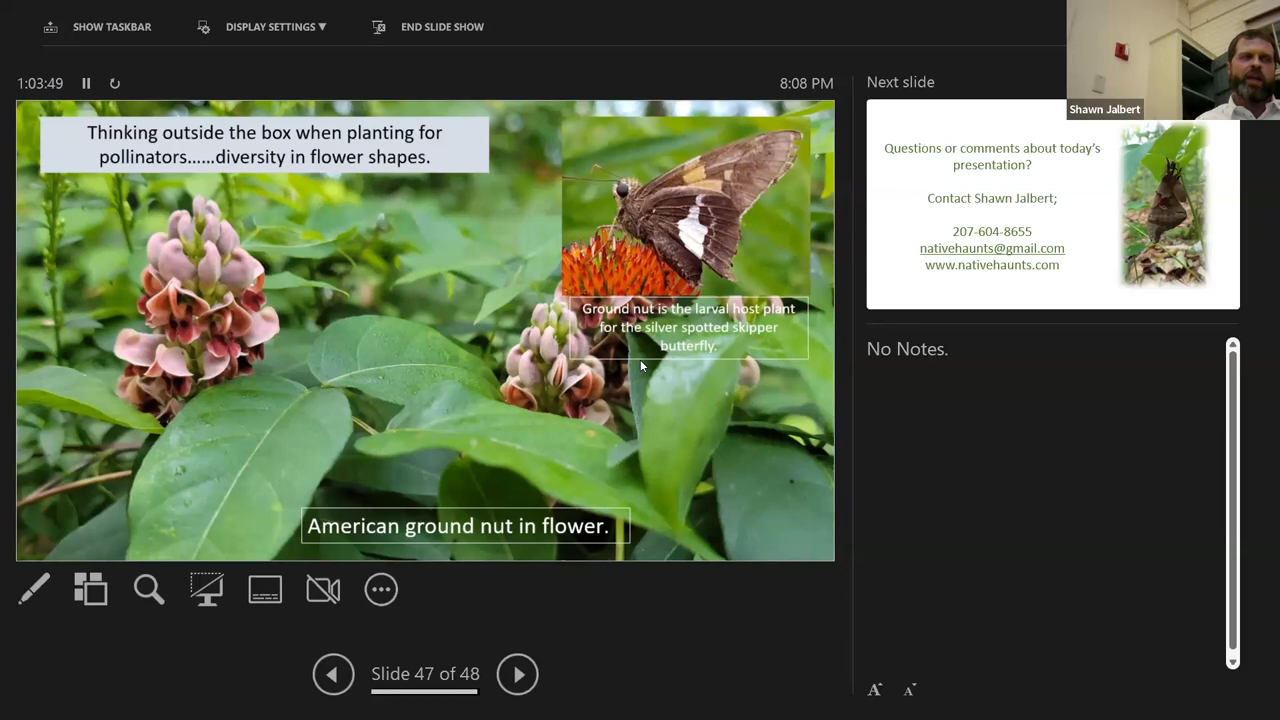 SHOW TASKBAR
DISPLAY SETTINGS ▼
END SLIDE SHOW
1:03:49
8:08 PM
Thinking outside the box when planting for
pollinators......diversity in flower shapes.
Ground nut is the larval host plant
for the silver spotted skipper
butterfly.
American ground nut in flower.
Slide 47 of 48
Next slide
Shawn Jalbert
Questions or comments about today's
presentation?
Contact Shawn Jalbert;
207-604-8655
nativehaunts@gmail.com
www.nativehaunts.com
No Notes.
A A